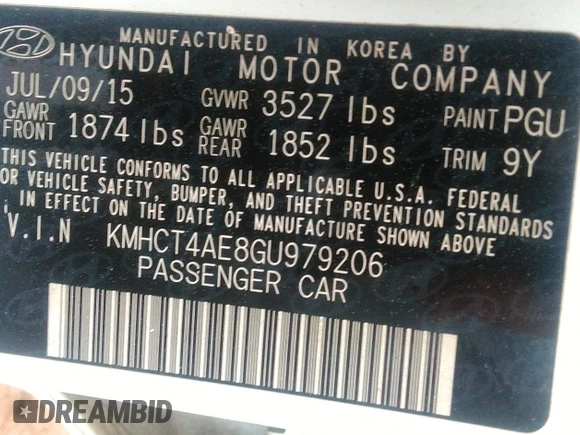 MANUFACTURED IN KOREA BY
HYUNDAI MOTOR COMPANY
JUL/09/15 GVWR 3527 lbs PAINT PGU
GAWR FRONT 1874 lbs GAWR REAR 1852 lbs TRIM 9Y
THIS VEHICLE CONFORMS TO ALL APPLICABLE U.S.A. FEDERAL
OR VEHICLE SAFETY, BUMPER, AND THEFT PREVENTION STANDARDS
IN EFFECT ON THE DATE OF MANUFACTURE SHOWN ABOVE
V.I.N KMHCT4AE8GU979206
PASSENGER CAR
DREAMBID